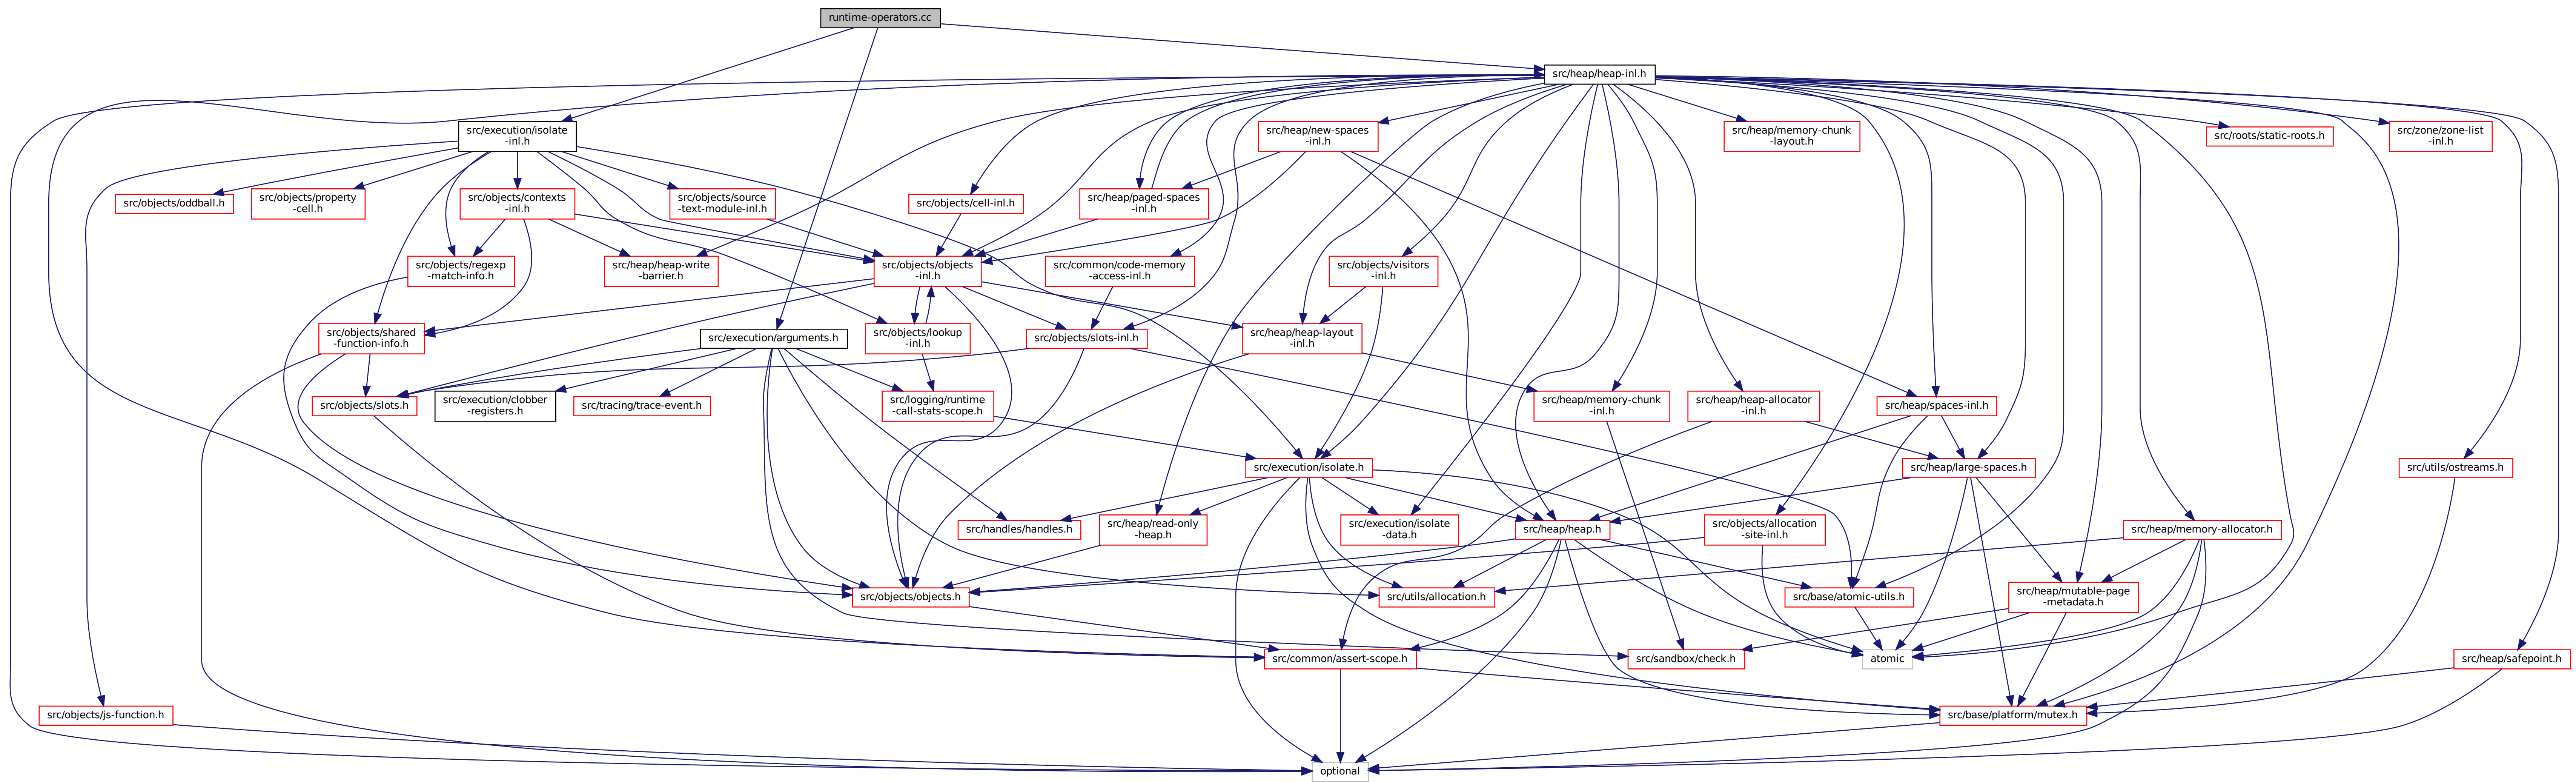 runtime-operators.cc
src/heap/heap-inl.h
src/execution/isolate
-inl.h
src/heap/new-spaces
-inl.h
src/heap/memory-chunk
-layout.h
src/roots/static-roots.h
src/zone/zone-list
-inl.h
src/objects/oddball.h
src/objects/property
-cell.h
src/objects/contexts
-inl.h
src/objects/source
-text-module-inl.h
src/objects/cell-inl.h
src/heap/paged-spaces
-inl.h
src/objects/regexp
-match-info.h
src/heap/heap-write
-barrier.h
src/objects/objects
-inl.h
src/common/code-memory
-access-inl.h
src/objects/visitors
-inl.h
src/objects/shared
-function-info.h
src/execution/arguments.h
src/objects/lookup
-inl.h
src/objects/slots-inl.h
src/heap/heap-layout
-inl.h
src/objects/slots.h
src/execution/clobber
-registers.h
src/tracing/trace-event.h
src/logging/runtime
-call-stats-scope.h
src/heap/memory-chunk
-inl.h
src/heap/heap-allocator
-inl.h
src/heap/spaces-inl.h
src/execution/isolate.h
src/heap/large-spaces.h
src/utils/ostreams.h
src/handles/handles.h
src/heap/read-only
-heap.h
src/execution/isolate
-data.h
src/heap/heap.h
src/objects/allocation
-site-inl.h
src/heap/memory-allocator.h
src/objects/objects.h
src/utils/allocation.h
src/base/atomic-utils.h
src/heap/mutable-page
-metadata.h
src/common/assert-scope.h
src/sandbox/check.h
atomic
src/heap/safepoint.h
src/objects/js-function.h
src/base/platform/mutex.h
optional